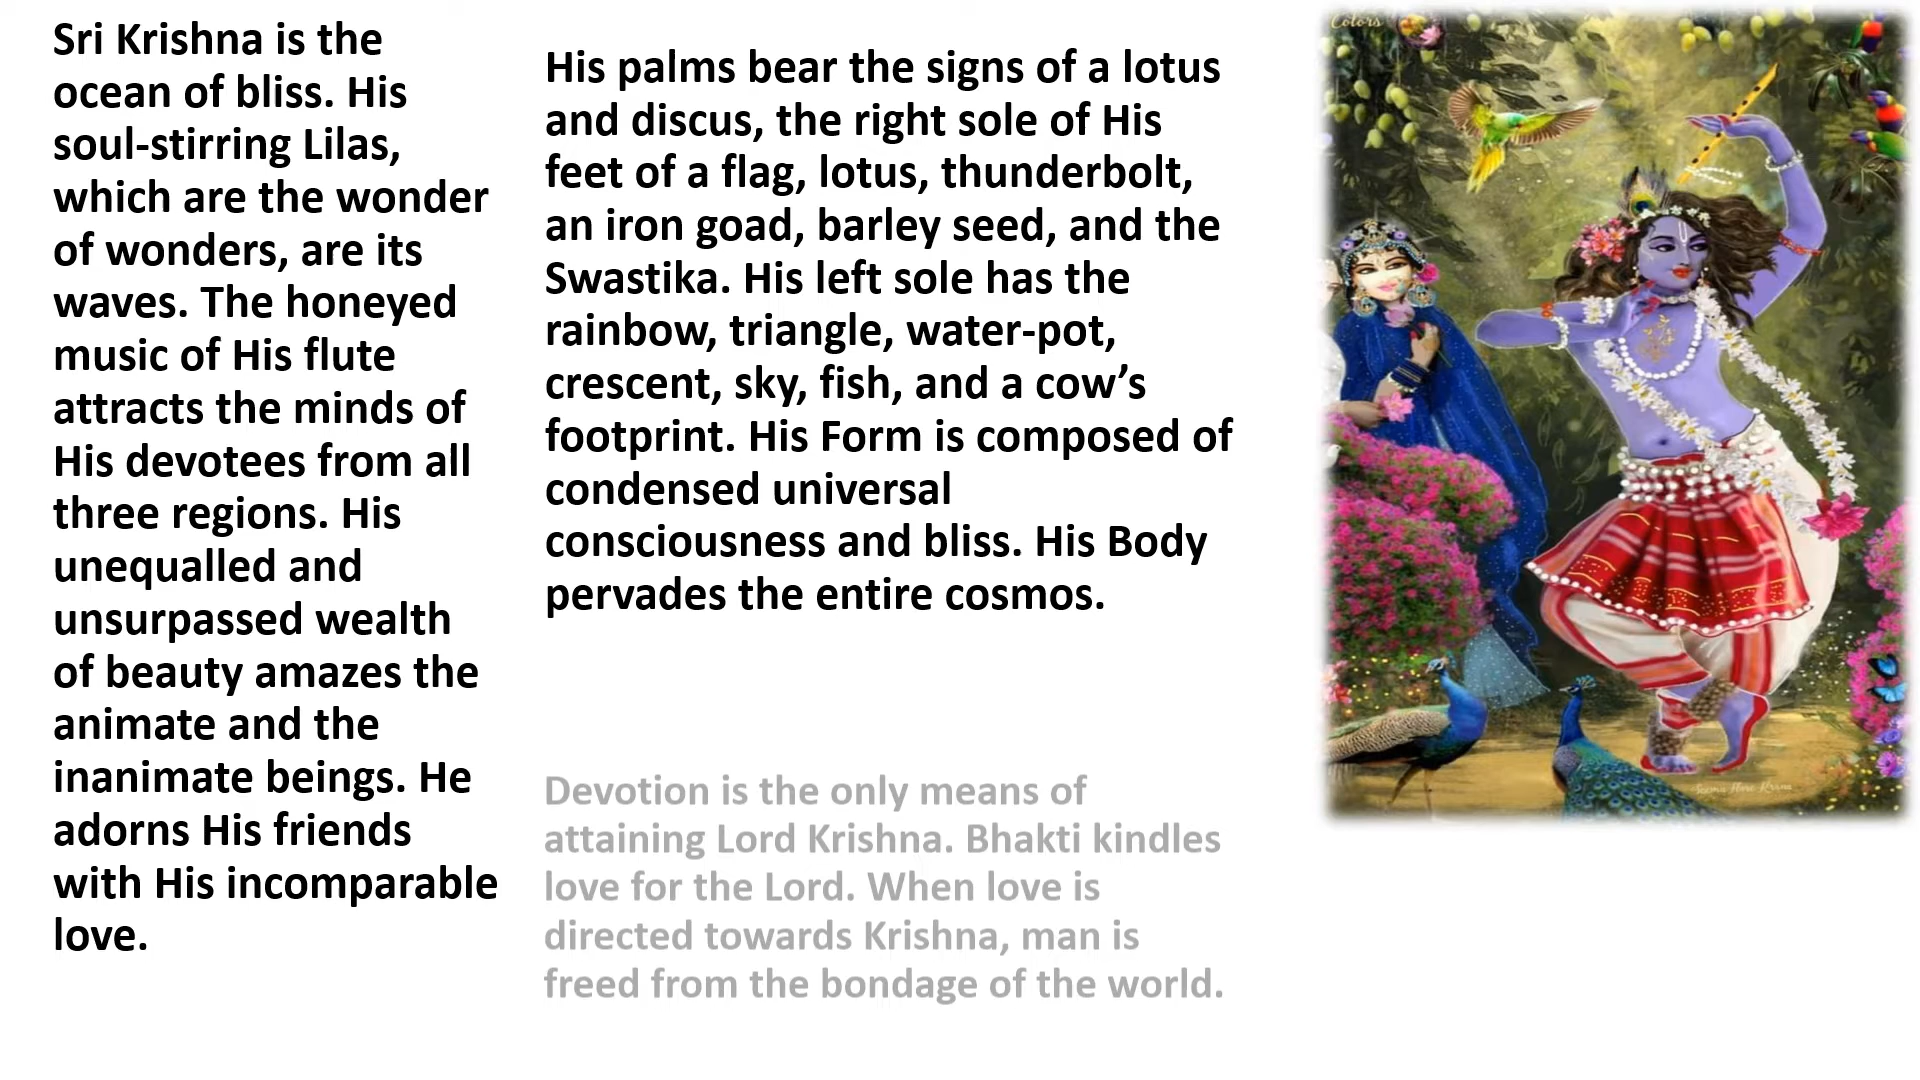 Sri Krishna is the
ocean of bliss. His
soul-stirring Lilas,
which are the wonder
of wonders, are its
waves. The honeyed
music of His flute
attracts the minds of
His devotees from all
three regions. His
unequalled and
unsurpassed wealth
of beauty amazes the
animate and the
inanimate beings. He
adorns His friends
with His incomparable
love.
His palms bear the signs of a lotus
and discus, the right sole of His
feet of a flag, lotus, thunderbolt,
an iron goad, barley seed, and the
Swastika. His left sole has the
rainbow, triangle, water-pot,
crescent, sky, fish, and a cow’s
footprint. His Form is composed of
condensed universal
consciousness and bliss. His Body
pervades the entire cosmos.
Devotion is the only means of
attaining Lord Krishna. Bhakti kindles
love for the Lord. When love is
directed towards Krishna, man is
freed from the bondage of the world.
Colors